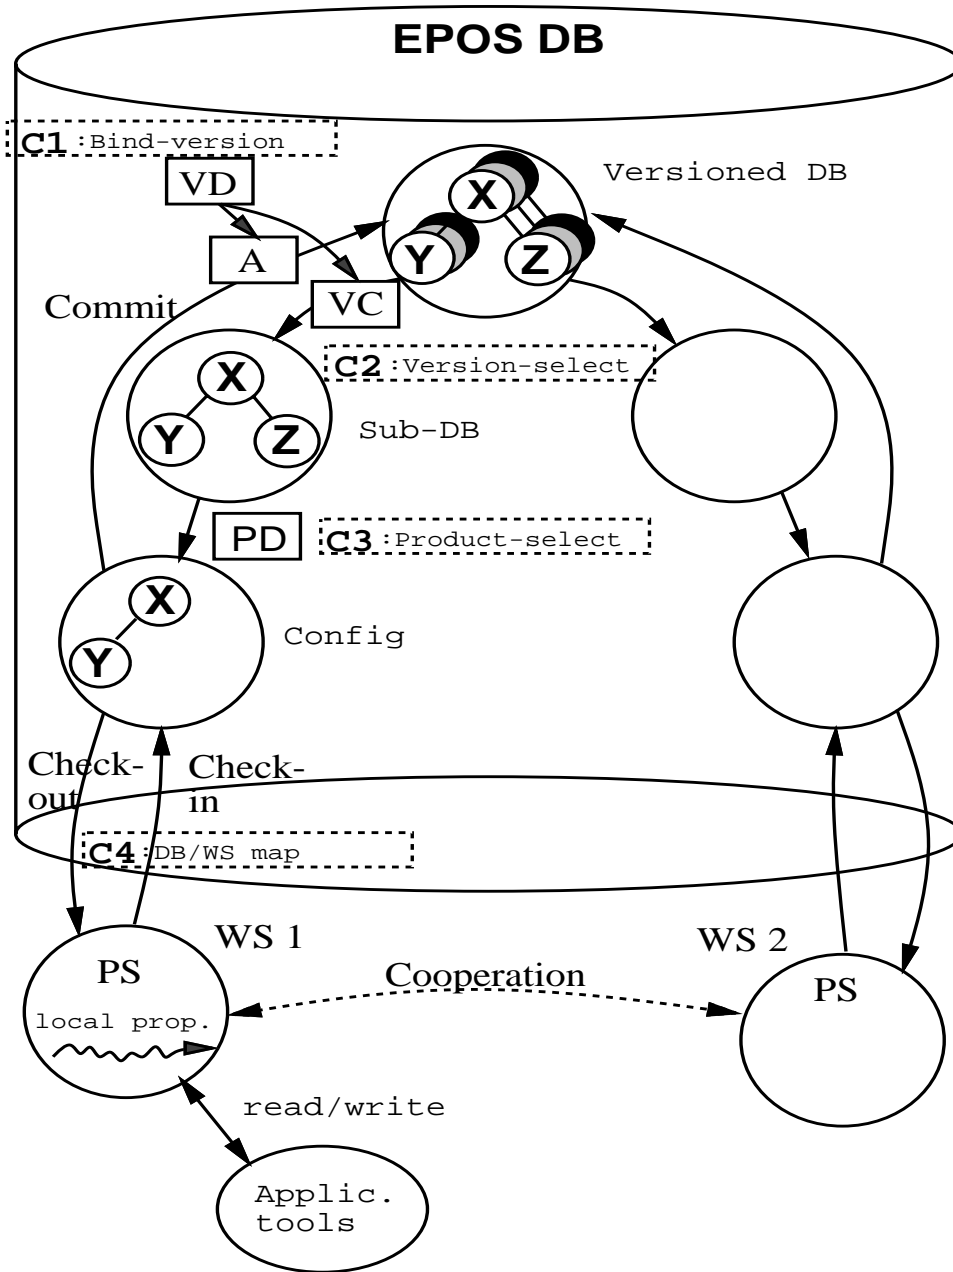 EPOS DB
C1 :Bind-version
VD
X
Versioned DB
A
Y
Z
VC
Commit
C2 :Version-select
X
Y
Z
Sub-DB
PD
C3 :Product-select
X
Y
Config
Check-
out
Check-
in
C4 :DB/WS map
WS 1
WS 2
PS
Cooperation
PS
local prop.
read/write
Applic.
tools